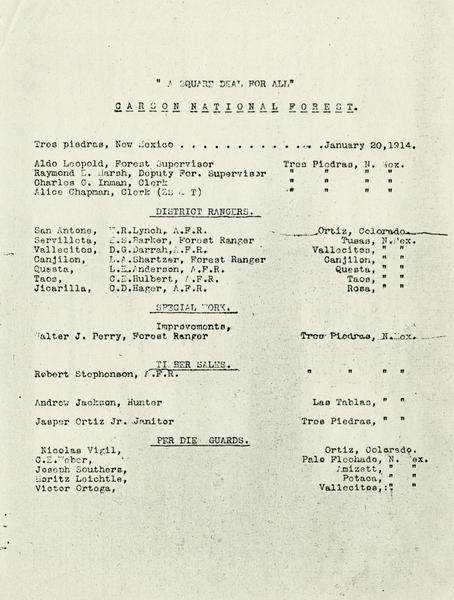 " A SQUARE DEAL FOR ALL"
CARSON NATIONAL FOREST.
Tres piedras, New Mexico . . . . . . . . . . . . . . January 20,1914.
Aldo Leopold, Forest Supervisor Tres Piedras, N. Mex.
Raymond E. Marsh, Deputy For. Supervisor " " " "
Charles C. Inman, Clerk " " " "
Alice Chapman, Clerk " " " "
DISTRICT RANGERS.
San Antone, W.R.Lynch, A.F.R. Ortiz, Colorado.
Servilleta, E.S.Barker, Forest Ranger Tusas, N.Mex.
Vallecitos, D.G.Darrah, A.F.R. Vallecitos, " "
Canjilon, L.A.Shartzer, Forest Ranger Canjilon, " "
Questa, L.E.Anderson, A.F.R. Questa, " "
Taos, C.E.Hulbert, A.F.R. Taos, " "
Jicarilla, C.D.Hager, A.F.R. Rosa, " "
SPECIAL WORK.
Improvements,
Walter J. Perry, Forest Ranger Tres Piedras, N.Mex.
TIMBER SALES.
Robert Stephonson, A.F.R. " " " "
Andrew Jackson, Hunter Las Tablas, " "
Jasper Ortiz Jr. Janitor Tres Piedras, " "
PER DIEM GUARDS.
Nicolas Vigil, Ortiz, Colorado.
C.E.Weber, Palo Flechado, N. Mex.
Joseph Southers, Amizett, " "
Moritz Leichtle, Potaca, " "
Victor Ortega, Vallecitos, " "